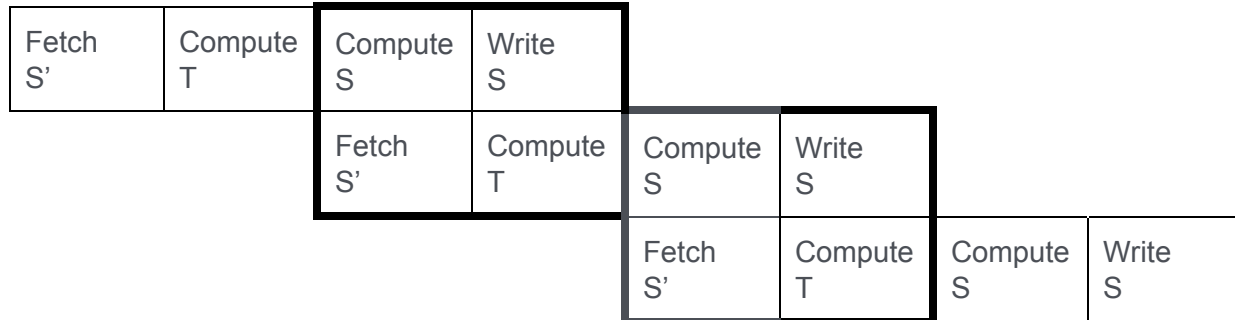 Fetch
S’
Compute
T
Compute
S
Write
S
Fetch
S’
Compute
T
Compute
S
Write
S
Fetch
S’
Compute
T
Compute
S
Write
S